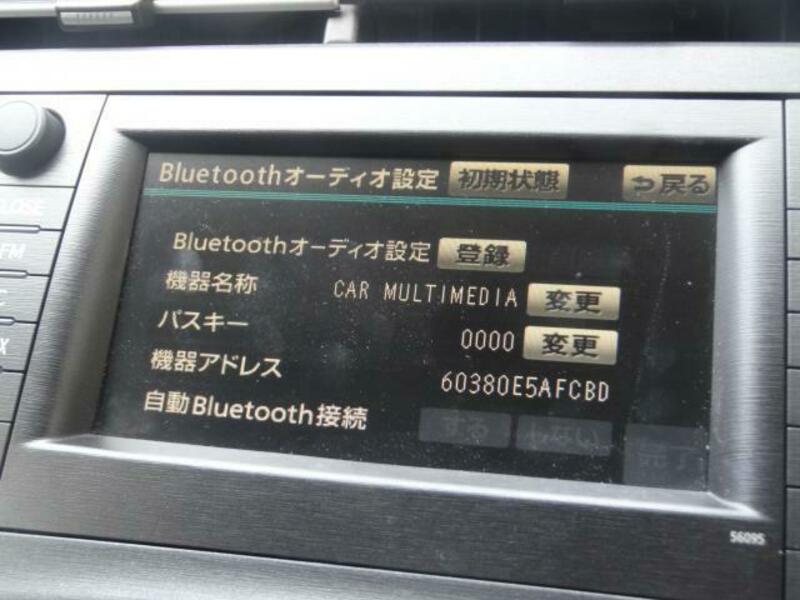 Bluetoothオーディオ設定 初期状態 戻る
Bluetoothオーディオ設定 登録
機器名称 CAR MULTIMEDIA 変更
パスキー 0000 変更
機器アドレス 60380E5AFCBD
自動Bluetooth接続 する しない
完了
CLOSE
FM
56095